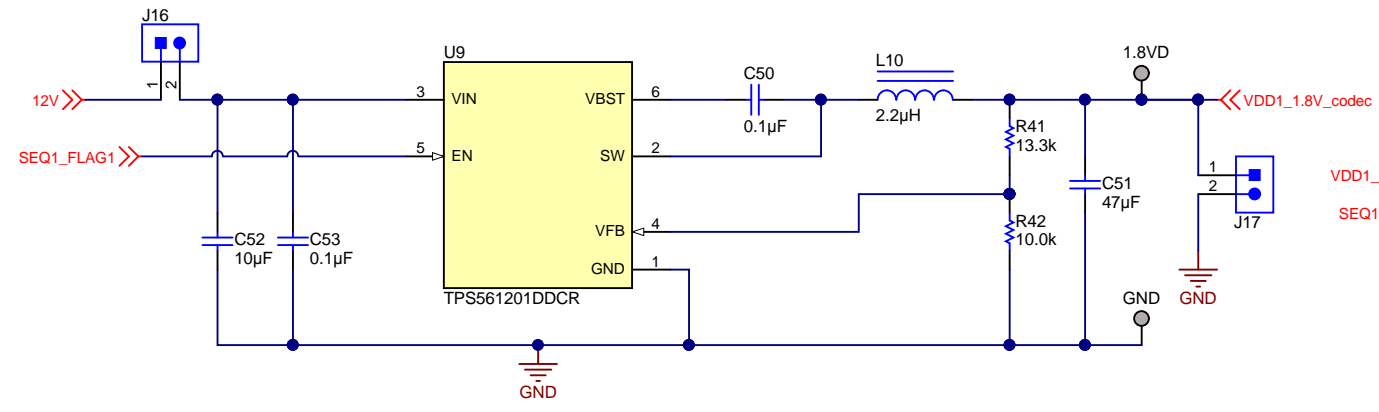 J16
1
2
12V
SEQ1_FLAG1
U9
3
VIN
5
EN
VBST
6
SW
2
VFB
4
GND
1
TPS561201DDCR
C52
10µF
C53
0.1µF
C50
0.1µF
L10
2.2µH
R41
13.3k
R42
10.0k
C51
47µF
1.8VD
VDD1_1.8V_codec
1
2
J17
GND
GND
GND
VDD1_
SEQ1